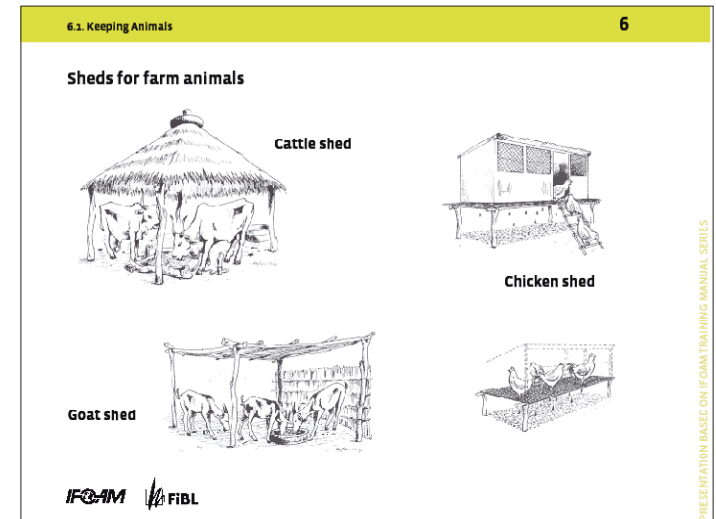 6.1. Keeping Animals
6
Sheds for farm animals
Cattle shed
Chicken shed
Goat shed
IFOAM
FiBL
PRESENTATION BASED ON IFOAM TRAINING MANUAL SERIES